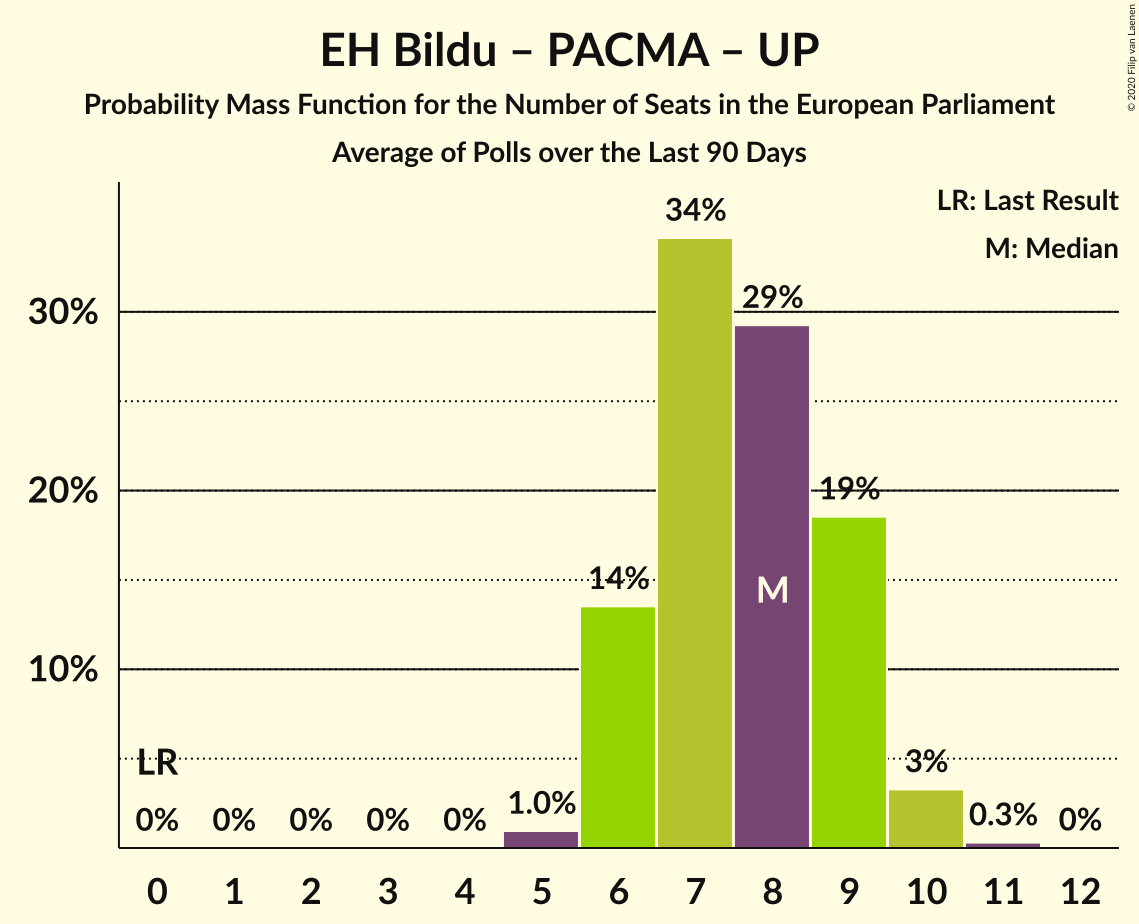 EH Bildu – PACMA – UP
Probability Mass Function for the Number of Seats in the European Parliament
Average of Polls over the Last 90 Days
© 2020 Filip van Laenen
LR: Last Result
M: Median
34%
30%
29%
20%
19%
14%
M
10%
LR
3%
0% 0% 0% 0% 0% 1.0% 0.3% 0%
0 1 2 3 4 5 6 7 8 9 10 11 12